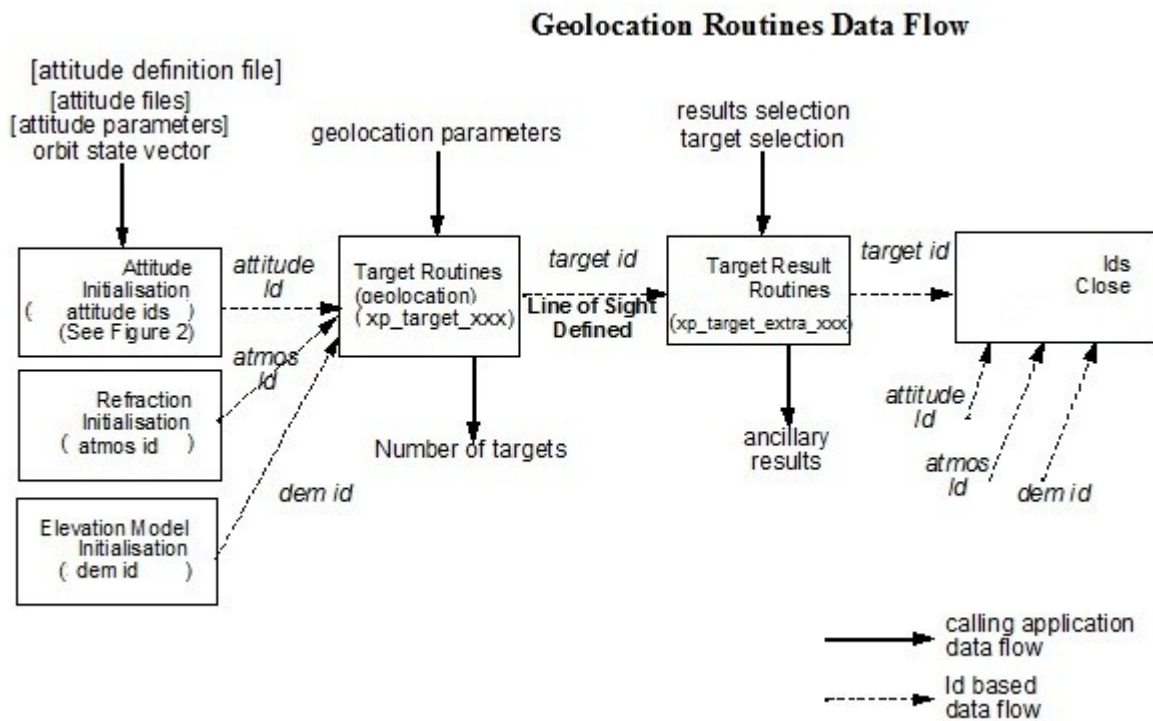 Geolocation Routines Data Flow
[attitude definition file]
[attitude files]
[attitude parameters]
orbit state vector
geolocation parameters
results selection
target selection
Attitude
Initialisation
( attitude ids )
(See Figure 2)
attitude
Id
Target Routines
(geolocation)
( xp_target_xxx)
target id
Line of Sight
Defined
Target Result
Routines
(xp_target_extra_xxx)
target id
Ids
Close
atmos
Id
Refraction
Initialisation
( atmos id )
Number of targets
ancillary
results
attitude
Id
atmos
Id
dem id
dem id
Elevation Model
Initialisation
( dem id )
calling application
data flow
Id based
data flow